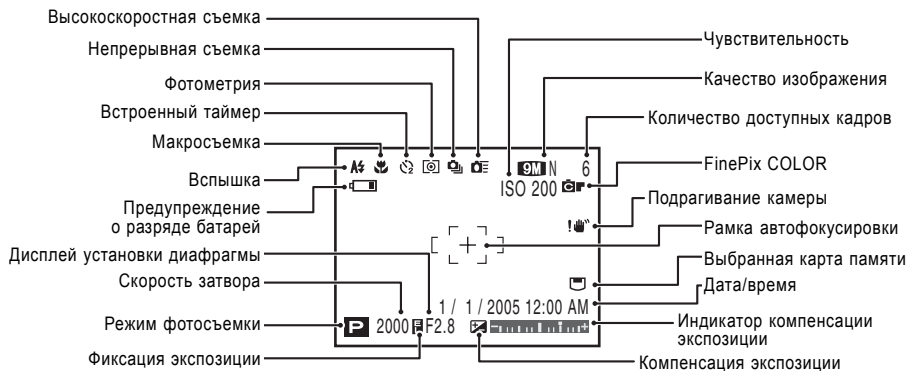 Высокоскоростная съемка
Непрерывная съемка
Фотометрия
Встроенный таймер
Макросъемка
Вспышка
Предупреждение
о разряде батарей
Дисплей установки диафрагмы
Скорость затвора
Режим фотосъемки
Фиксация экспозиции
Чувствительность
Качество изображения
Количество доступных кадров
FinePix COLOR
Подрагивание камеры
Рамка автофокусировки
Выбранная карта памяти
Дата/время
Индикатор компенсации
экспозиции
Компенсация экспозиции
9M N 6
ISO 200
1 / 1 / 2005 12:00 AM
P 2000 F2.8